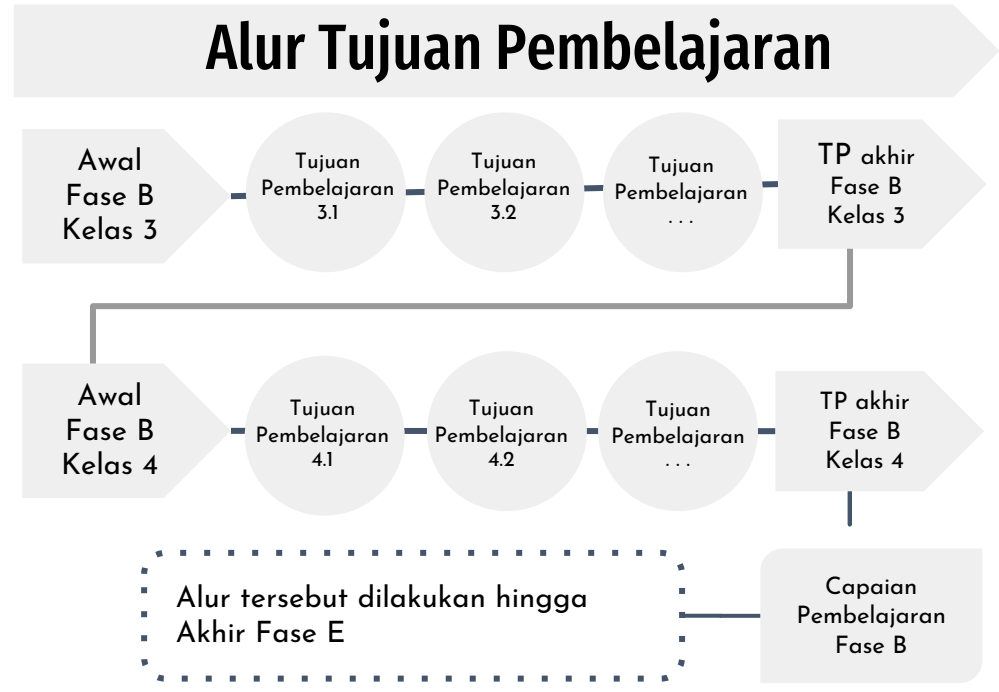 Alur Tujuan Pembelajaran
Awal
Fase B
Kelas 3
Tujuan
Pembelajaran
3.1
Tujuan
Pembelajaran
3.2
Tujuan
Pembelajaran
. . .
TP akhir
Fase B
Kelas 3
Awal
Fase B
Kelas 4
Tujuan
Pembelajaran
4.1
Tujuan
Pembelajaran
4.2
Tujuan
Pembelajaran
. . .
TP akhir
Fase B
Kelas 4
Alur tersebut dilakukan hingga
Akhir Fase E
Capaian
Pembelajaran
Fase B